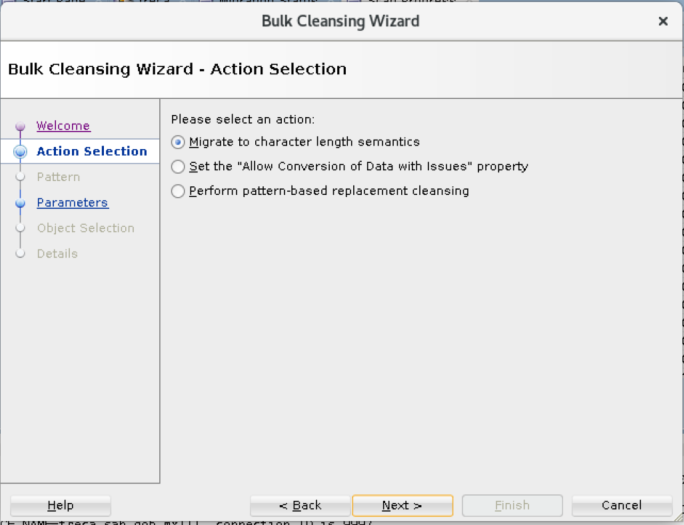 Bulk Cleansing Wizard
Bulk Cleansing Wizard - Action Selection
Please select an action:
Welcome
Migrate to character length semantics
Action Selection
Set the "Allow Conversion of Data with Issues" property
Pattern
Perform pattern-based replacement cleansing
Parameters
Object Selection
Details
Help
< Back
Next >
Finish
Cancel